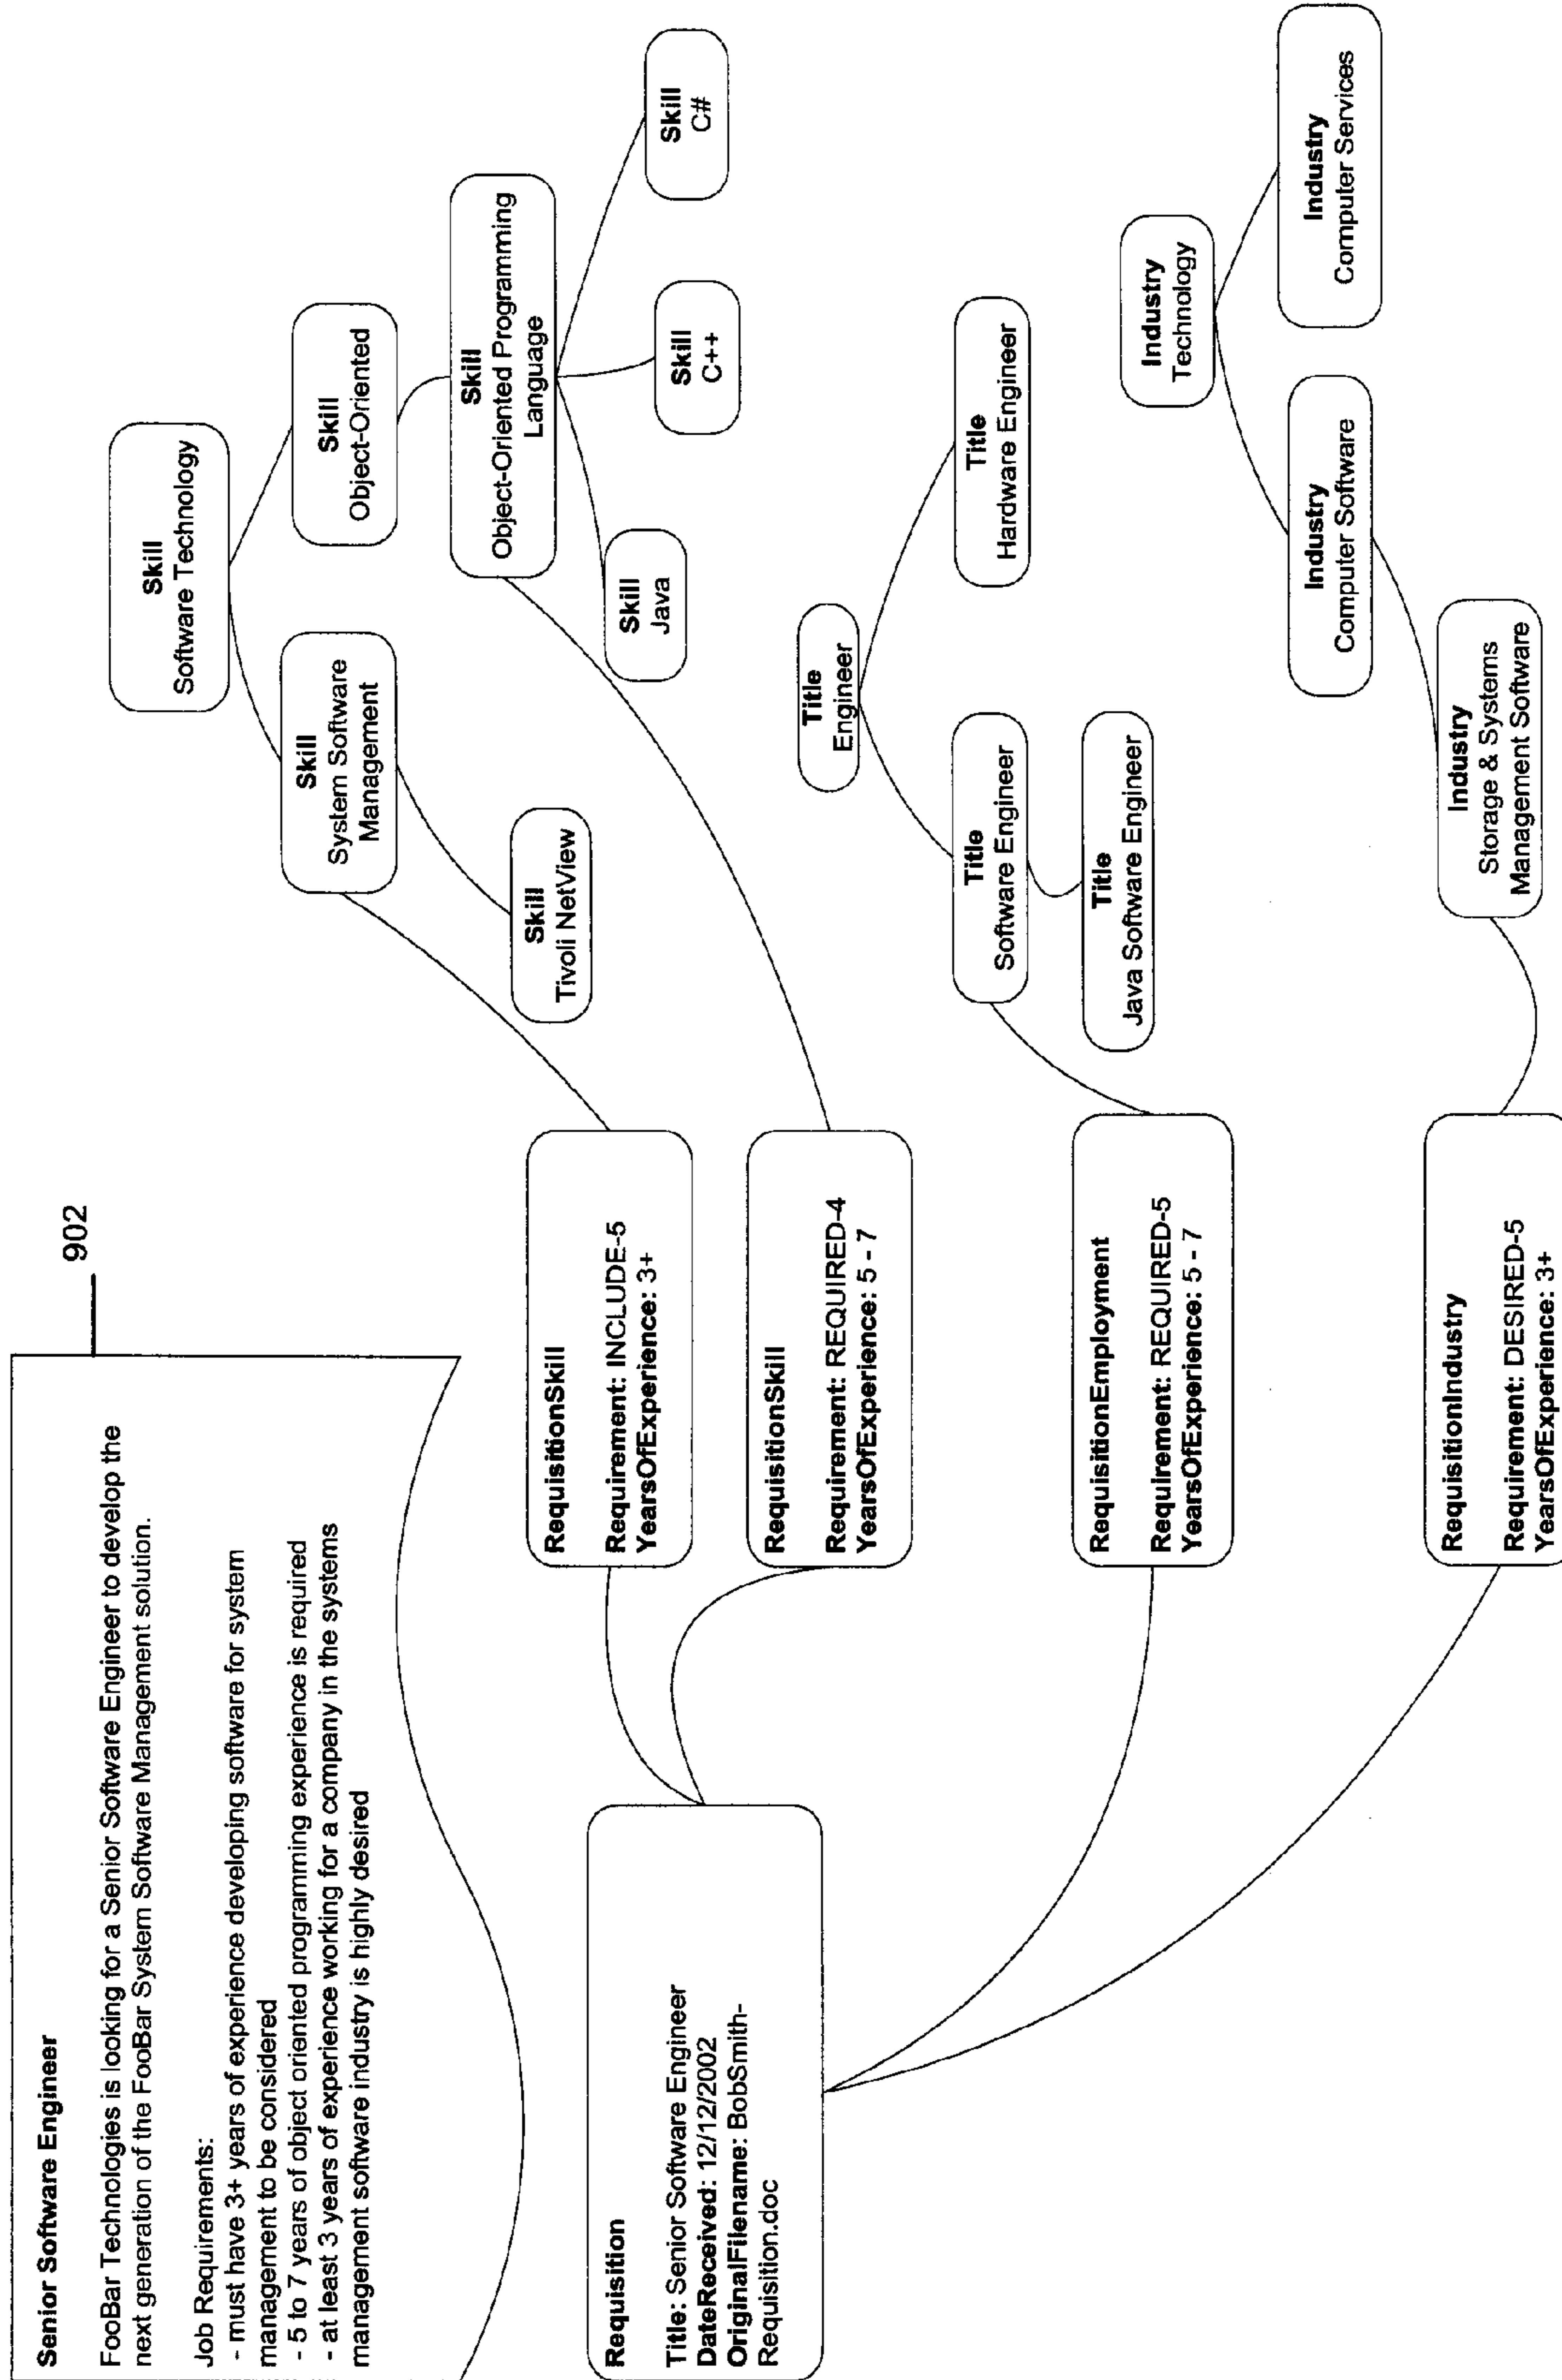 Senior Software Engineer
FooBar Technologies is looking for a Senior Software Engineer to develop the
next generation of the FooBar System Software Management solution.
Job Requirements:
- must have 3+ years of experience developing software for system
management to be considered
- 5 to 7 years of object oriented programming experience is required
- at least 3 years of experience working for a company in the systems
management software industry is highly desired
902
Requisition
Title: Senior Software Engineer
DateReceived: 12/12/2002
OriginalFilename: BobSmith-
Requisition.doc
RequisitionSkill
Requirement: INCLUDE-5
YearsOfExperience: 3+
RequisitionSkill
Requirement: REQUIRED-4
YearsOfExperience: 5 - 7
RequisitionEmployment
Requirement: REQUIRED-5
YearsOfExperience: 5 - 7
RequisitionIndustry
Requirement: DESIRED-5
YearsOfExperience: 3+
Skill
Software Technology
Skill
System Software
Management
Skill
Object-Oriented
Skill
Tivoli NetView
Skill
Object-Oriented Programming
Language
Skill
Java
Skill
C++
Skill
C#
Title
Engineer
Title
Software Engineer
Title
Hardware Engineer
Title
Java Software Engineer
Industry
Technology
Industry
Computer Software
Industry
Computer Services
Industry
Storage & Systems
Management Software